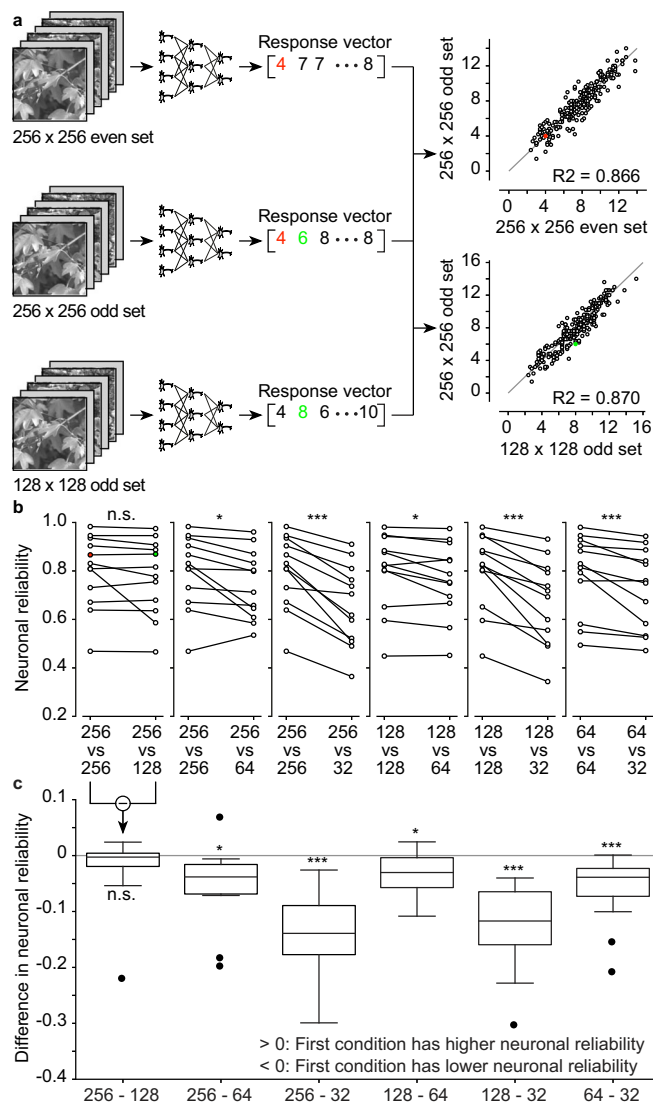 a
Response vector
[4 7 7 ••• 8]
256 x 256 even set
256 x 256 odd set
12
8
4
0
R2 = 0.866
0 4 8 12
256 x 256 even set
Response vector
[4 6 8 ••• 8]
256 x 256 odd set
256 x 256 odd set
16
12
8
4
0
R2 = 0.870
0 4 8 12 16
128 x 128 odd set
Response vector
[4 8 6 •••10]
128 x 128 odd set
b
n.s. * *** * *** ***
Neuronal reliability
1.0
0.8
0.6
0.4
0.2
256 256 256 256 256 256 128 128 128 128 64 64
vs vs vs vs vs vs vs vs vs vs vs vs
256 128 256 64 256 32 128 64 128 32 64 32
c
Difference in neuronal reliability
0.1
0
-0.1
-0.2
-0.3
-0.4
−
n.s. * *** * *** ***
> 0: First condition has higher neuronal reliability
< 0: First condition has lower neuronal reliability
256 - 128 256 - 64 256 - 32 128 - 64 128 - 32 64 - 32